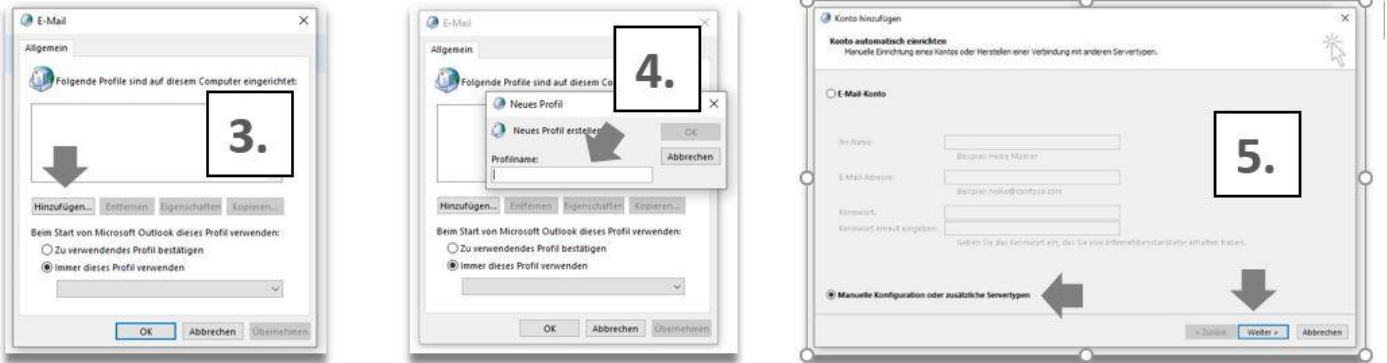 E-Mail
Allgemein
Folgende Profile sind auf diesem Computer eingerichtet:
3.
Hinzufügen... Entfernen Eigenschaften Kopieren...
Beim Start von Microsoft Outlook dieses Profil verwenden:
Zu verwendendes Profil bestätigen
Immer dieses Profil verwenden
OK Abbrechen Übernehmen
E-Mail
Allgemein
Folgende Profile sind auf diesem
4.
Neues Profil
Neues Profil erstellen
OK
Profilname:
Abbrechen
Hinzufügen... Entfernen Eigenschaften Kopieren...
Beim Start von Microsoft Outlook dieses Profil verwenden:
Zu verwendendes Profil bestätigen
Immer dieses Profil verwenden
OK Abbrechen Übernehmen
Konto hinzufügen
Konto automatisch einrichten
Manuelle Einrichtung eines Kontos oder Herstellen einer Verbindung mit anderen Servertypen.
E-Mail-Konto
5.
Ihr Name:
Beispiel: Heike Molnar
E-Mail-Adresse:
Beispiel: heike@contoso.com
Kennwort:
Kennwort erneut eingeben:
Geben Sie das Kennwort ein, das Sie vom Internetdienstanbieter erhalten haben.
Manuelle Konfiguration oder zusätzliche Servertypen
< Zurück Weiter > Abbrechen